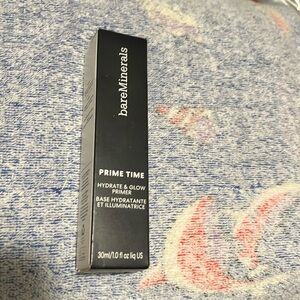 bareMinerals
PRIME TIME
HYDRATE & GLOW
PRIMER
BASE HYDRATANTE
ET ILLUMINATRICE
30ml/1.0 fl oz liq US